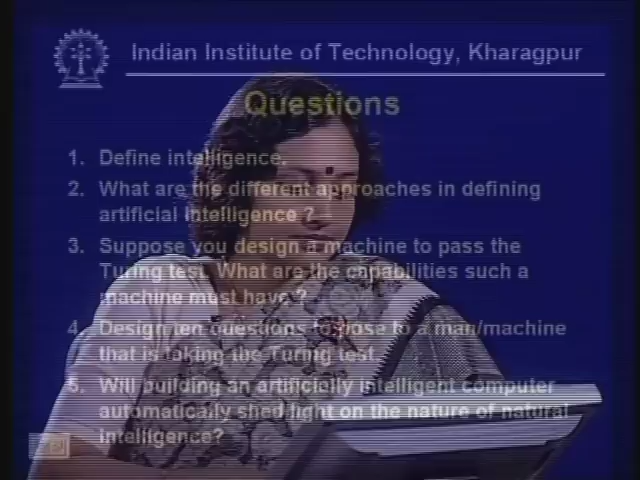 Indian Institute of Technology, Kharagpur
Questions
1. Define intelligence.
2. What are the different approaches in defining
artificial intelligence ?
3. Suppose you design a machine to pass the
Turing test. What are the capabilities such a
machine must have ?
4. Design ten questions to pose to a man/machine
that is taking the Turing test.
5. Will building an artificially intelligent computer
automatically shed light on the nature of natural
intelligence?